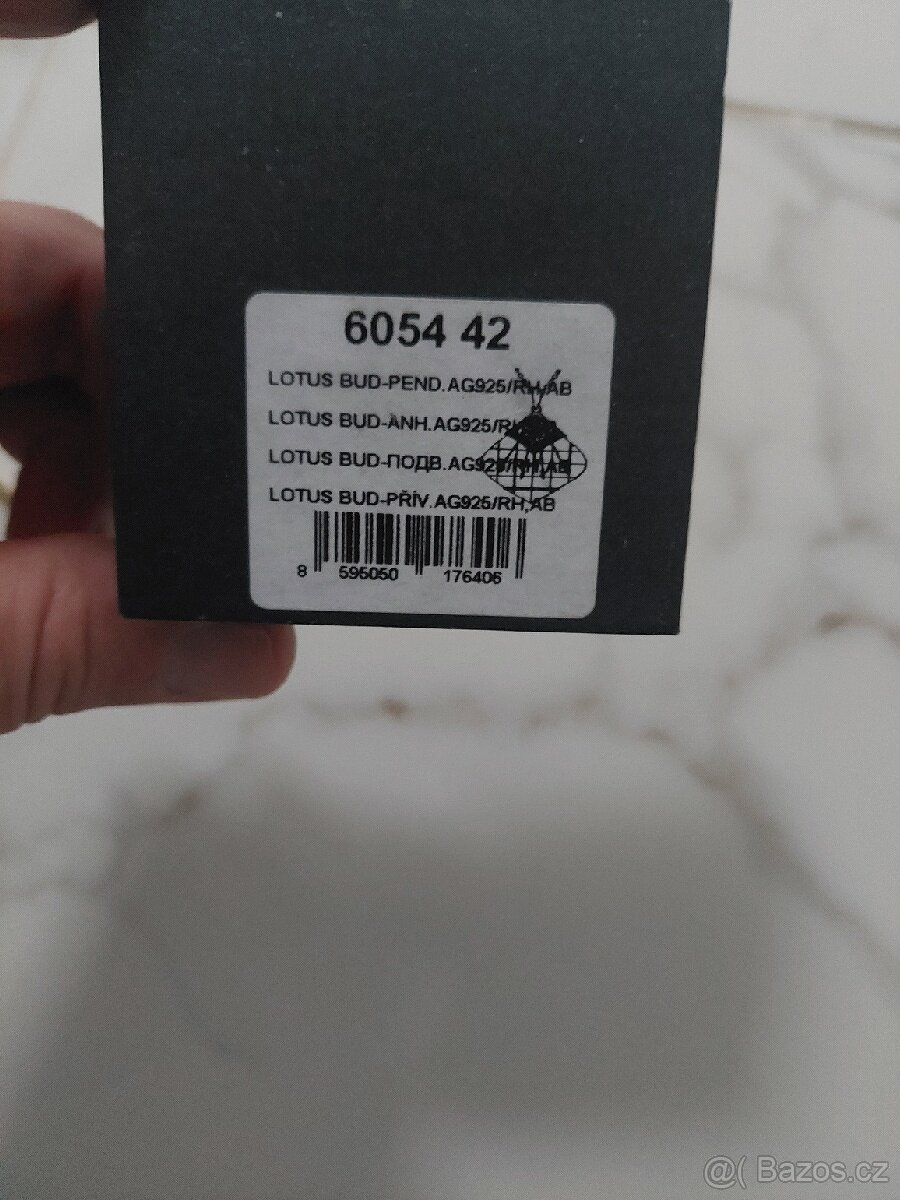 6054 42
LOTUS BUD-PEND.AG925/RH,AB
LOTUS BUD-ANH.AG925/RH
LOTUS BUD-ПОДВ.AG925/RH,AB
LOTUS BUD-PŘÍV.AG925/RH,AB
8 595050 176406
@( Bazos.cz